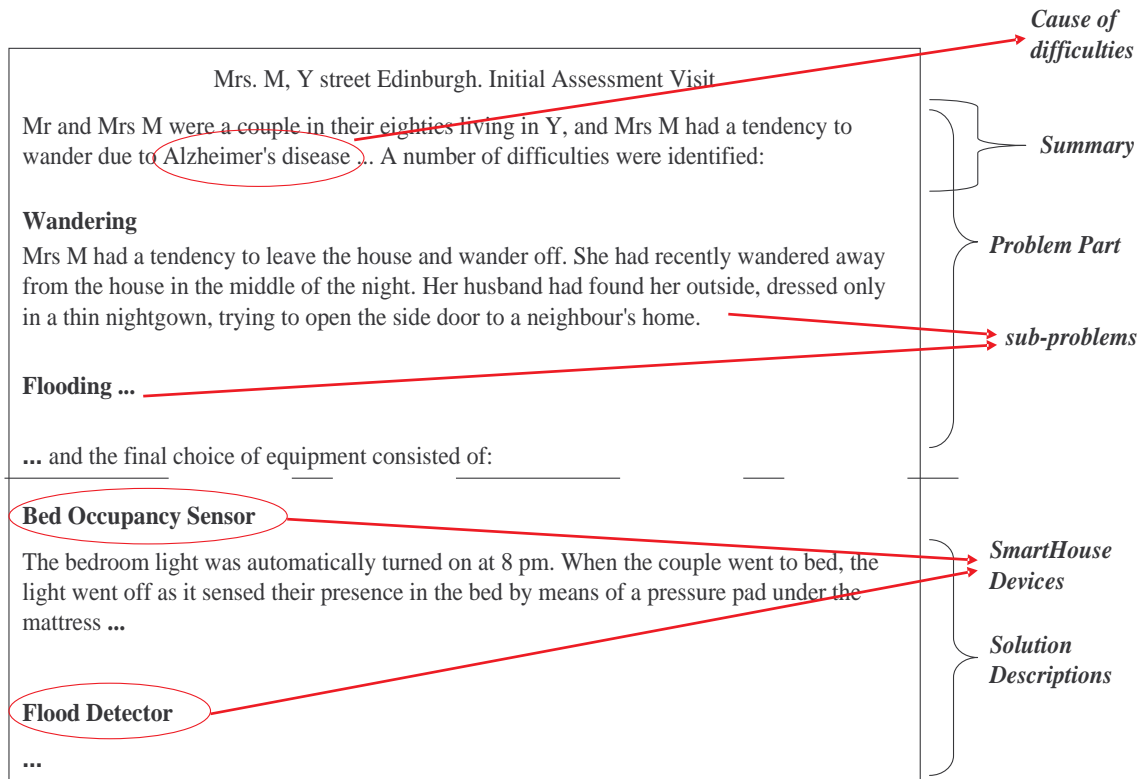 Cause of
difficulties
Mrs. M, Y street Edinburgh. Initial Assessment Visit
Mr and Mrs M were a couple in their eighties living in Y, and Mrs M had a tendency to
wander due to Alzheimer's disease ... A number of difficulties were identified:
Summary
Wandering
Mrs M had a tendency to leave the house and wander off. She had recently wandered away
from the house in the middle of the night. Her husband had found her outside, dressed only
in a thin nightgown, trying to open the side door to a neighbour's home.
Problem Part
sub-problems
Flooding ...
... and the final choice of equipment consisted of:
Bed Occupancy Sensor
The bedroom light was automatically turned on at 8 pm. When the couple went to bed, the
light went off as it sensed their presence in the bed by means of a pressure pad under the
mattress ...
SmartHouse
Devices
Solution
Descriptions
Flood Detector
...